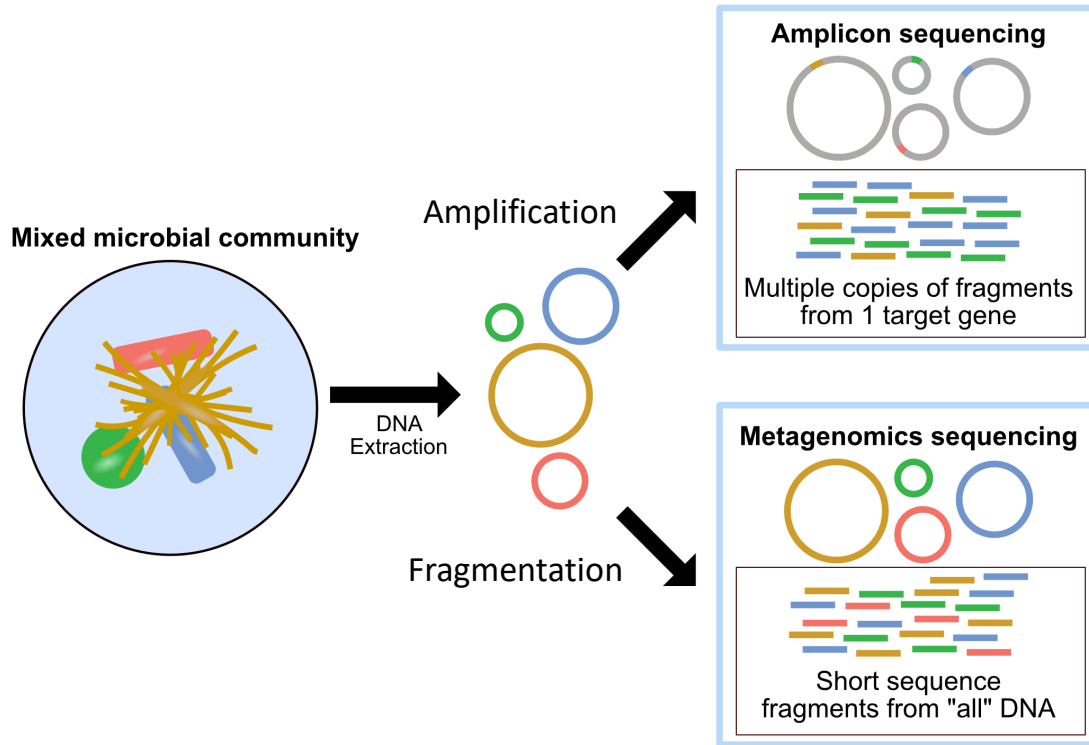 Mixed microbial community
DNA
Extraction
Amplification
Fragmentation
Amplicon sequencing
Multiple copies of fragments
from 1 target gene
Metagenomics sequencing
Short sequence
fragments from "all" DNA